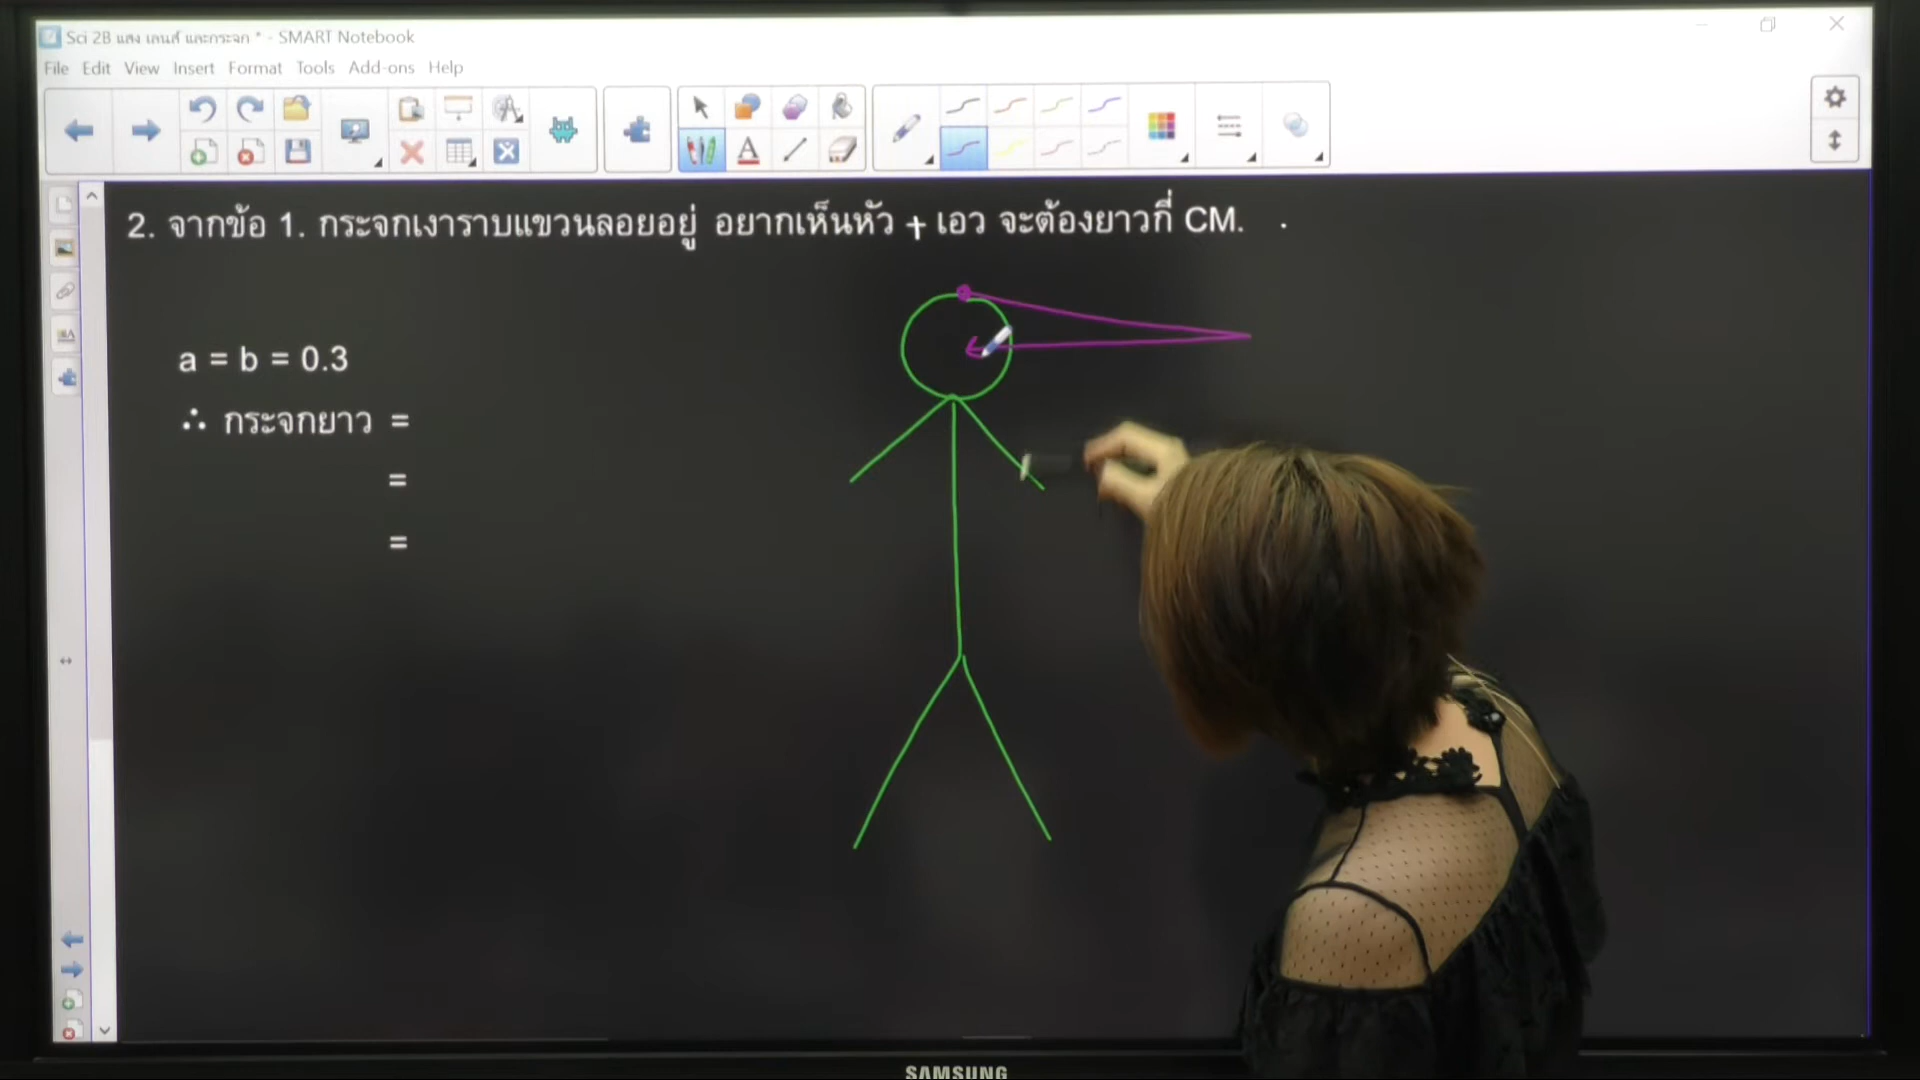 Sci 2B แสง เลนส์ และกระจก * - SMART Notebook
File Edit View Insert Format Tools Add-ons Help
2. จากข้อ 1. กระจกเงาราบแขวนลอยอยู่ อยากเห็นหัว + เอว จะต้องยาวกี่ CM. .
a = b = 0.3
∴ กระจกยาว =
=
=
SAMSUNG